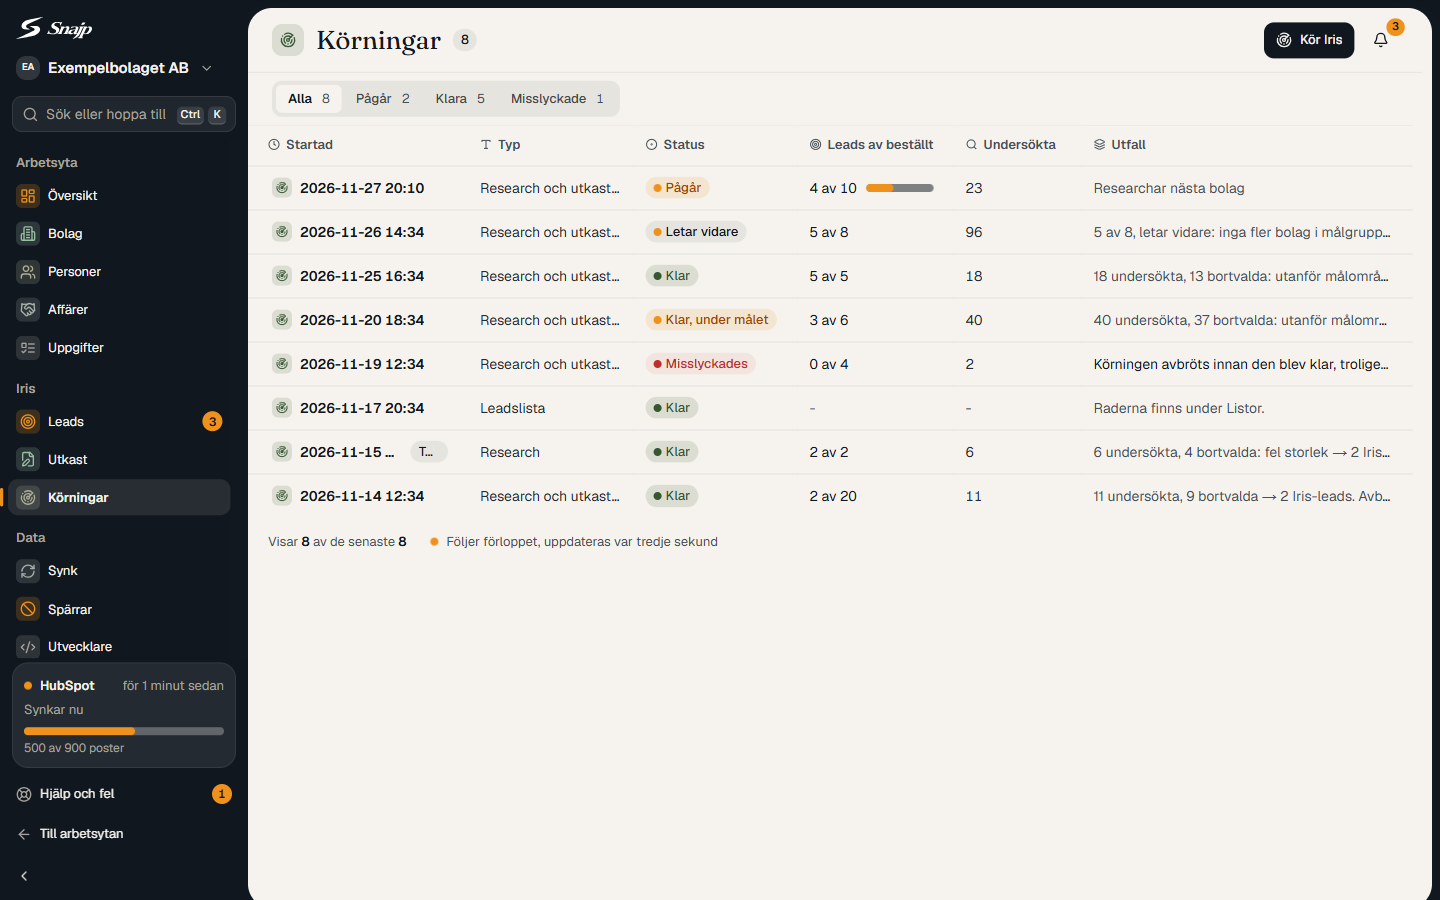 Snajp
EA Exempelbolaget AB
Sök eller hoppa till Ctrl K
Arbetsyta
Översikt
Bolag
Personer
Affärer
Uppgifter
Iris
Leads 3
Utkast
Körningar
Data
Synk
Spärrar
Utvecklare
HubSpot för 1 minut sedan
Synkar nu
500 av 900 poster
Hjälp och fel 1
Till arbetsytan
Körningar 8
Kör Iris 3
Alla 8 Pågår 2 Klara 5 Misslyckade 1
Startad Typ Status Leads av beställt Undersökta Utfall
2026-11-27 20:10 Research och utkast... Pågår 4 av 10 23 Researchar nästa bolag
2026-11-26 14:34 Research och utkast... Letar vidare 5 av 8 96 5 av 8, letar vidare: inga fler bolag i målgrupp...
2026-11-25 16:34 Research och utkast... Klar 5 av 5 18 18 undersökta, 13 bortvalda: utanför målområ...
2026-11-20 18:34 Research och utkast... Klar, under målet 3 av 6 40 40 undersökta, 37 bortvalda: utanför målomr...
2026-11-19 12:34 Research och utkast... Misslyckades 0 av 4 2 Körningen avbröts innan den blev klar, trolige...
2026-11-17 20:34 Leadslista Klar - - Raderna finns under Listor.
2026-11-15 ... T... Research Klar 2 av 2 6 6 undersökta, 4 bortvalda: fel storlek → 2 Iris...
2026-11-14 12:34 Research och utkast... Klar 2 av 20 11 11 undersökta, 9 bortvalda → 2 Iris-leads. Avb...
Visar 8 av de senaste 8 Följer förloppet, uppdateras var tredje sekund